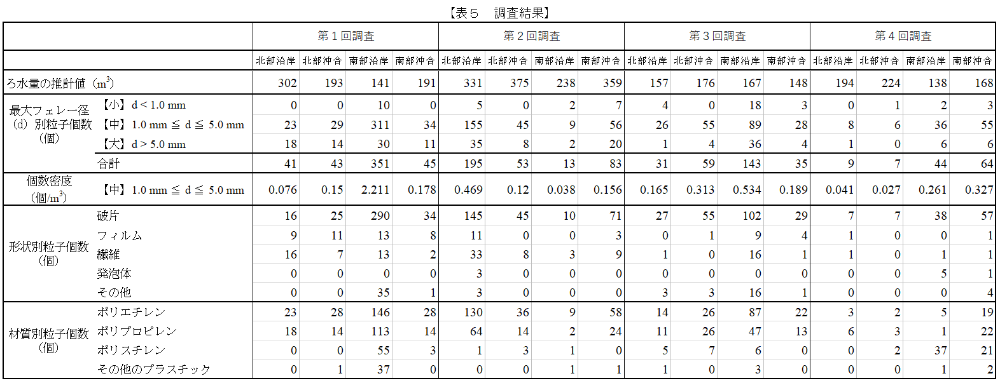 【表５　調査結果】
第１回調査 第２回調査 第３回調査 第４回調査
北部沿岸 北部沖合 南部沿岸 南部沖合 北部沿岸 北部沖合 南部沿岸 南部沖合 北部沿岸 北部沖合 南部沿岸 南部沖合 北部沿岸 北部沖合 南部沿岸 南部沖合
ろ水量の推計値（m³） 302 193 141 191 331 375 238 359 157 176 167 148 194 224 138 168
最大フェレー径
（d）別粒子個数
（個）
【小】d < 1.0 mm 0 0 10 0 5 0 2 7 4 0 18 3 0 1 2 3
【中】1.0 mm ≦ d ≦ 5.0 mm 23 29 311 34 155 45 9 56 26 55 89 28 8 6 36 55
【大】d > 5.0 mm 18 14 30 11 35 8 2 20 1 4 36 4 1 0 6 6
合計 41 43 351 45 195 53 13 83 31 59 143 35 9 7 44 64
個数密度
（個/m³）
【中】1.0 mm ≦ d ≦ 5.0 mm 0.076 0.15 2.211 0.178 0.469 0.12 0.038 0.156 0.165 0.313 0.534 0.189 0.041 0.027 0.261 0.327
形状別粒子個数
（個）
破片 16 25 290 34 145 45 10 71 27 55 102 29 7 7 38 57
フィルム 9 11 13 8 11 0 0 3 0 1 9 4 1 0 0 1
繊維 16 7 13 2 33 8 3 9 1 0 16 1 1 0 1 1
発泡体 0 0 0 0 3 0 0 0 0 0 0 0 0 0 5 1
その他 0 0 35 1 3 0 0 0 3 3 16 1 0 0 0 4
材質別粒子個数
（個）
ポリエチレン 23 28 146 28 130 36 9 58 14 26 87 22 3 2 5 19
ポリプロピレン 18 14 113 14 64 14 2 24 11 26 47 13 6 3 1 22
ポリスチレン 0 0 55 3 1 3 1 0 5 7 6 0 0 2 37 21
その他のプラスチック 0 1 37 0 0 0 1 1 1 0 3 0 0 0 1 2